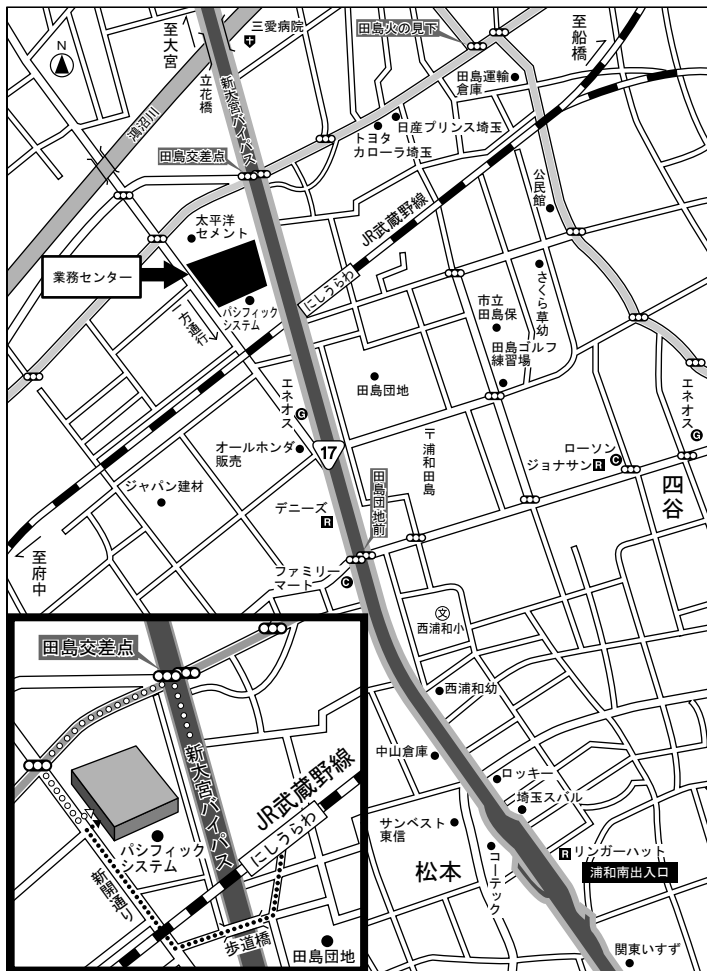 至大宮
三愛病院
田島火の見下
至船橋
N
鴻沼川
立花橋
新大宮バイパス
田島運輸
倉庫
日産プリンス埼玉
トヨタ
カローラ埼玉
田島交差点
公民館
太平洋
セメント
JR武蔵野線
業務センター
にしうらわ
さくら草幼
パシフィック
システム
市立
田島保
一方通行
田島ゴルフ
練習場
田島団地
エネオス
G
エネオス
G
17
オールホンダ
販売
〒浦和田島
ローソン
C
ジョナサン
R
ジャパン建材
四谷
デニーズ
R
田島団地前
至府中
ファミリー
マート
C
文
西浦和小
西浦和幼
中山倉庫
ロッキー
埼玉スバル
サンベスト
東信
コーテック
R
リンガーハット
松本
浦和南出入口
関東いすず
田島交差点
新大宮バイパス
JR武蔵野線
にしうらわ
パシフィック
システム
新開通り
歩道橋
田島団地